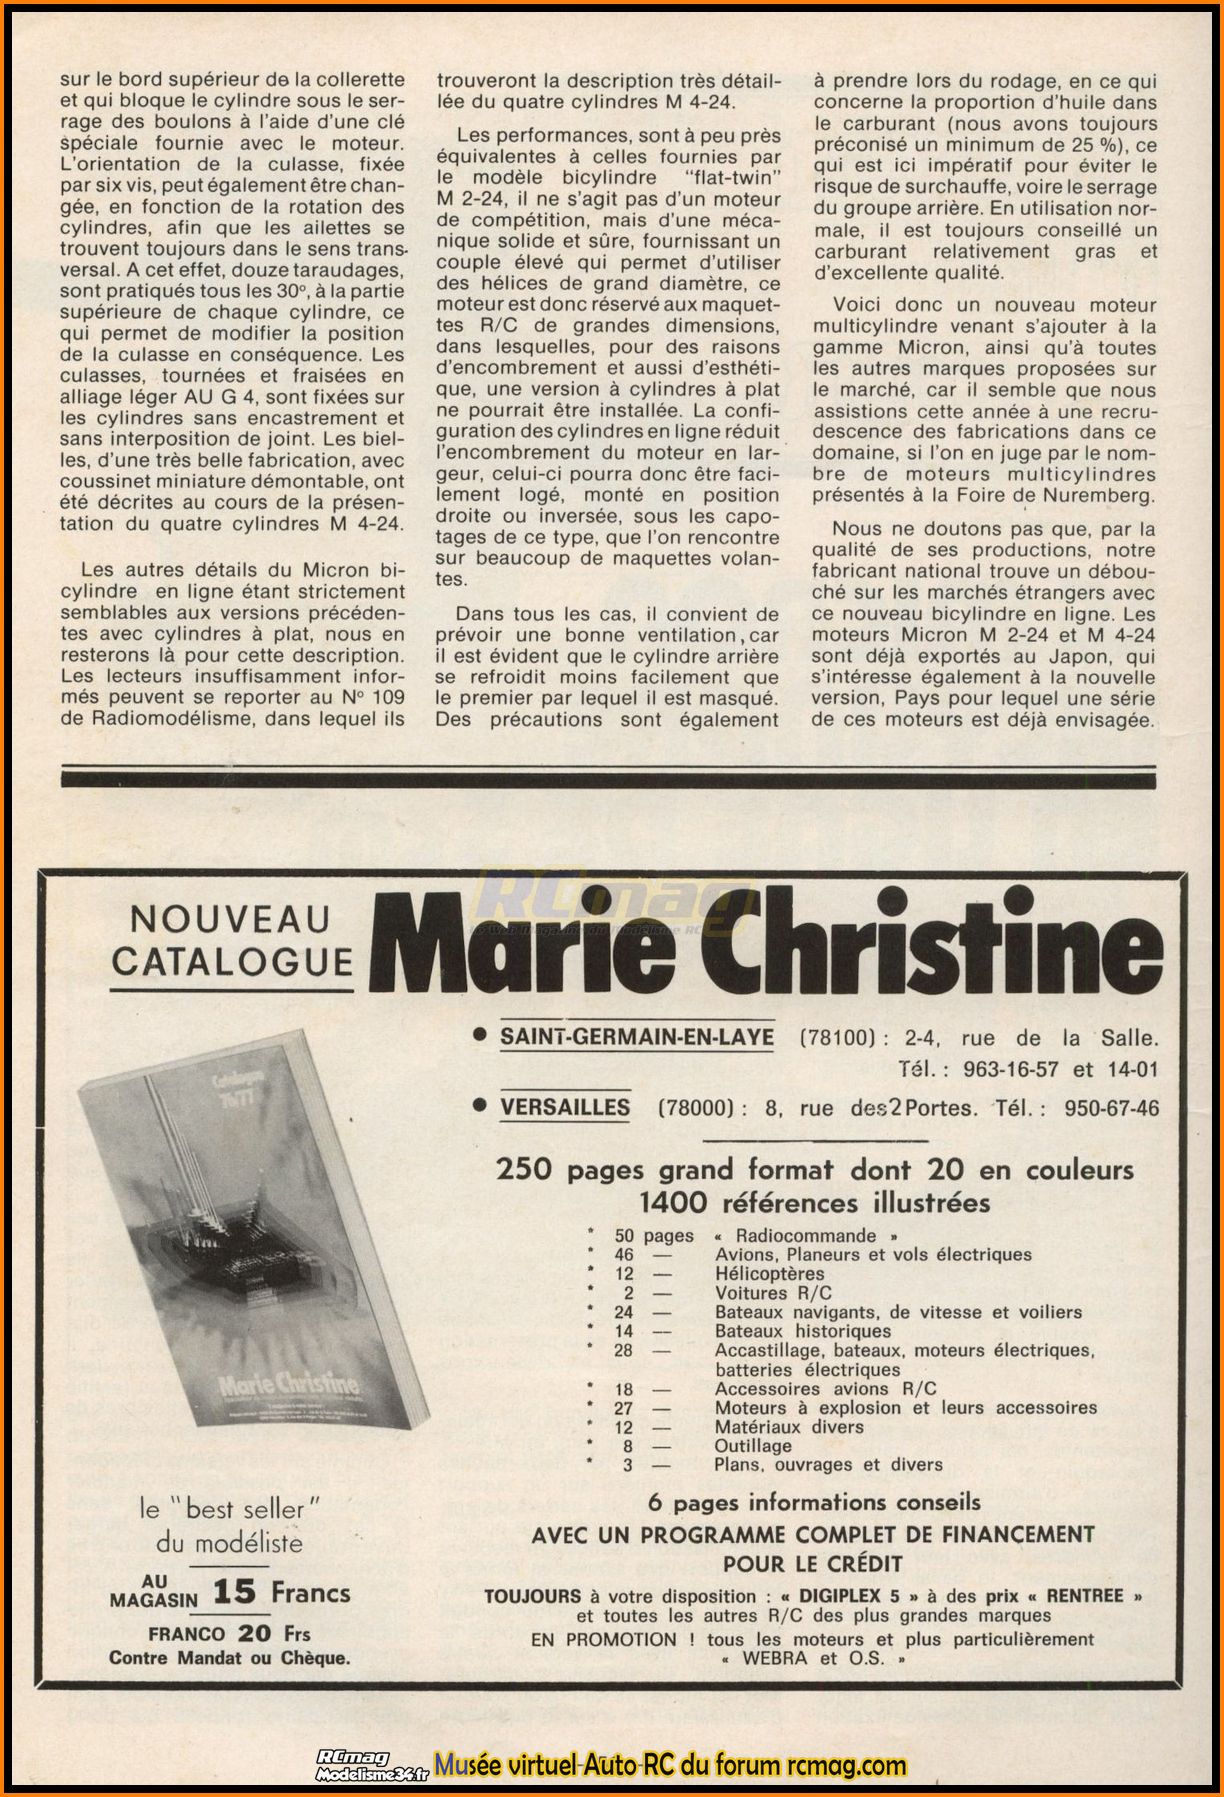 sur le bord supérieur de la collerette
et qui bloque le cylindre sous le ser-
rage des boulons à l'aide d'une clé
spéciale fournie avec le moteur.
L'orientation de la culasse, fixée
par six vis, peut également être chan-
gée, en fonction de la rotation des
cylindres, afin que les ailettes se
trouvent toujours dans le sens trans-
versal. A cet effet, douze taraudages,
sont pratiqués tous les 30º, à la partie
supérieure de chaque cylindre, ce
qui permet de modifier la position
de la culasse en conséquence. Les
culasses, tournées et fraisées en
alliage léger AU G 4, sont fixées sur
les cylindres sans encastrement et
sans interposition de joint. Les biel-
les, d'une très belle fabrication, avec
coussinet miniature démontable, ont
été décrites au cours de la présen-
tation du quatre cylindres M 4-24.
Les autres détails du Micron bi-
cylindre en ligne étant strictement
semblables aux versions précéden-
tes avec cylindres à plat, nous en
resterons là pour cette description.
Les lecteurs insuffisamment infor-
més peuvent se reporter au Nº 109
de Radiomodélisme, dans lequel ils
trouveront la description très détail-
lée du quatre cylindres M 4-24.
Les performances, sont à peu près
équivalentes à celles fournies par
le modèle bicylindre "flat-twin"
M 2-24, il ne s'agit pas d'un moteur
de compétition, mais d'une méca-
nique solide et sûre, fournissant un
couple élevé qui permet d'utiliser
des hélices de grand diamètre, ce
moteur est donc réservé aux maquet-
tes R/C de grandes dimensions,
dans lesquelles, pour des raisons
d'encombrement et aussi d'esthéti-
que, une version à cylindres à plat
ne pourrait être installée. La confi-
guration des cylindres en ligne réduit
l'encombrement du moteur en lar-
geur, celui-ci pourra donc être faci-
lement logé, monté en position
droite ou inversée, sous les capo-
tages de ce type, que l'on rencontre
sur beaucoup de maquettes volan-
tes.
Dans tous les cas, il convient de
prévoir une bonne ventilation, car
il est évident que le cylindre arrière
se refroidit moins facilement que
le premier par lequel il est masqué.
Des précautions sont également
à prendre lors du rodage, en ce qui
concerne la proportion d'huile dans
le carburant (nous avons toujours
préconisé un minimum de 25 %), ce
qui est ici impératif pour éviter le
risque de surchauffe, voire le serrage
du groupe arrière. En utilisation nor-
male, il est toujours conseillé un
carburant relativement gras et
d'excellente qualité.
Voici donc un nouveau moteur
multicylindre venant s'ajouter à la
gamme Micron, ainsi qu'à toutes
les autres marques proposées sur
le marché, car il semble que nous
assistions cette année à une recru-
descence des fabrications dans ce
domaine, si l'on en juge par le nom-
bre de moteurs multicylindres
présentés à la Foire de Nuremberg.
Nous ne doutons pas que, par la
qualité de ses productions, notre
fabricant national trouve un débou-
ché sur les marchés étrangers avec
ce nouveau bicylindre en ligne. Les
moteurs Micron M 2-24 et M 4-24
sont déjà exportés au Japon, qui
s'intéresse également à la nouvelle
version, Pays pour lequel une série
de ces moteurs est déjà envisagée.
RCmag
Le Web Magazine du Modélisme RC
NOUVEAU
CATALOGUE
Marie Christine
● SAINT-GERMAIN-EN-LAYE (78100) : 2-4, rue de la Salle.
Tél. : 963-16-57 et 14-01
● VERSAILLES (78000) : 8, rue des 2 Portes. Tél. : 950-67-46
Catalogue
76/77
Marie Christine
250 pages grand format dont 20 en couleurs
1400 références illustrées
* 50 pages « Radiocommande »
* 46 — Avions, Planeurs et vols électriques
* 12 — Hélicoptères
* 2 — Voitures R/C
* 24 — Bateaux navigants, de vitesse et voiliers
* 14 — Bateaux historiques
* 28 — Accastillage, bateaux, moteurs électriques,
batteries électriques
* 18 — Accessoires avions R/C
* 27 — Moteurs à explosion et leurs accessoires
* 12 — Matériaux divers
* 8 — Outillage
* 3 — Plans, ouvrages et divers
6 pages informations conseils
AVEC UN PROGRAMME COMPLET DE FINANCEMENT
POUR LE CRÉDIT
TOUJOURS à votre disposition : « DIGIPLEX 5 » à des prix « RENTREE »
et toutes les autres R/C des plus grandes marques
EN PROMOTION ! tous les moteurs et plus particulièrement
« WEBRA et O.S. »
le "best seller"
du modéliste
AU
MAGASIN 15 Francs
FRANCO 20 Frs
Contre Mandat ou Chèque.
RCmag
Modelisme34.fr
Musée virtuel Auto-RC du forum rcmag.com